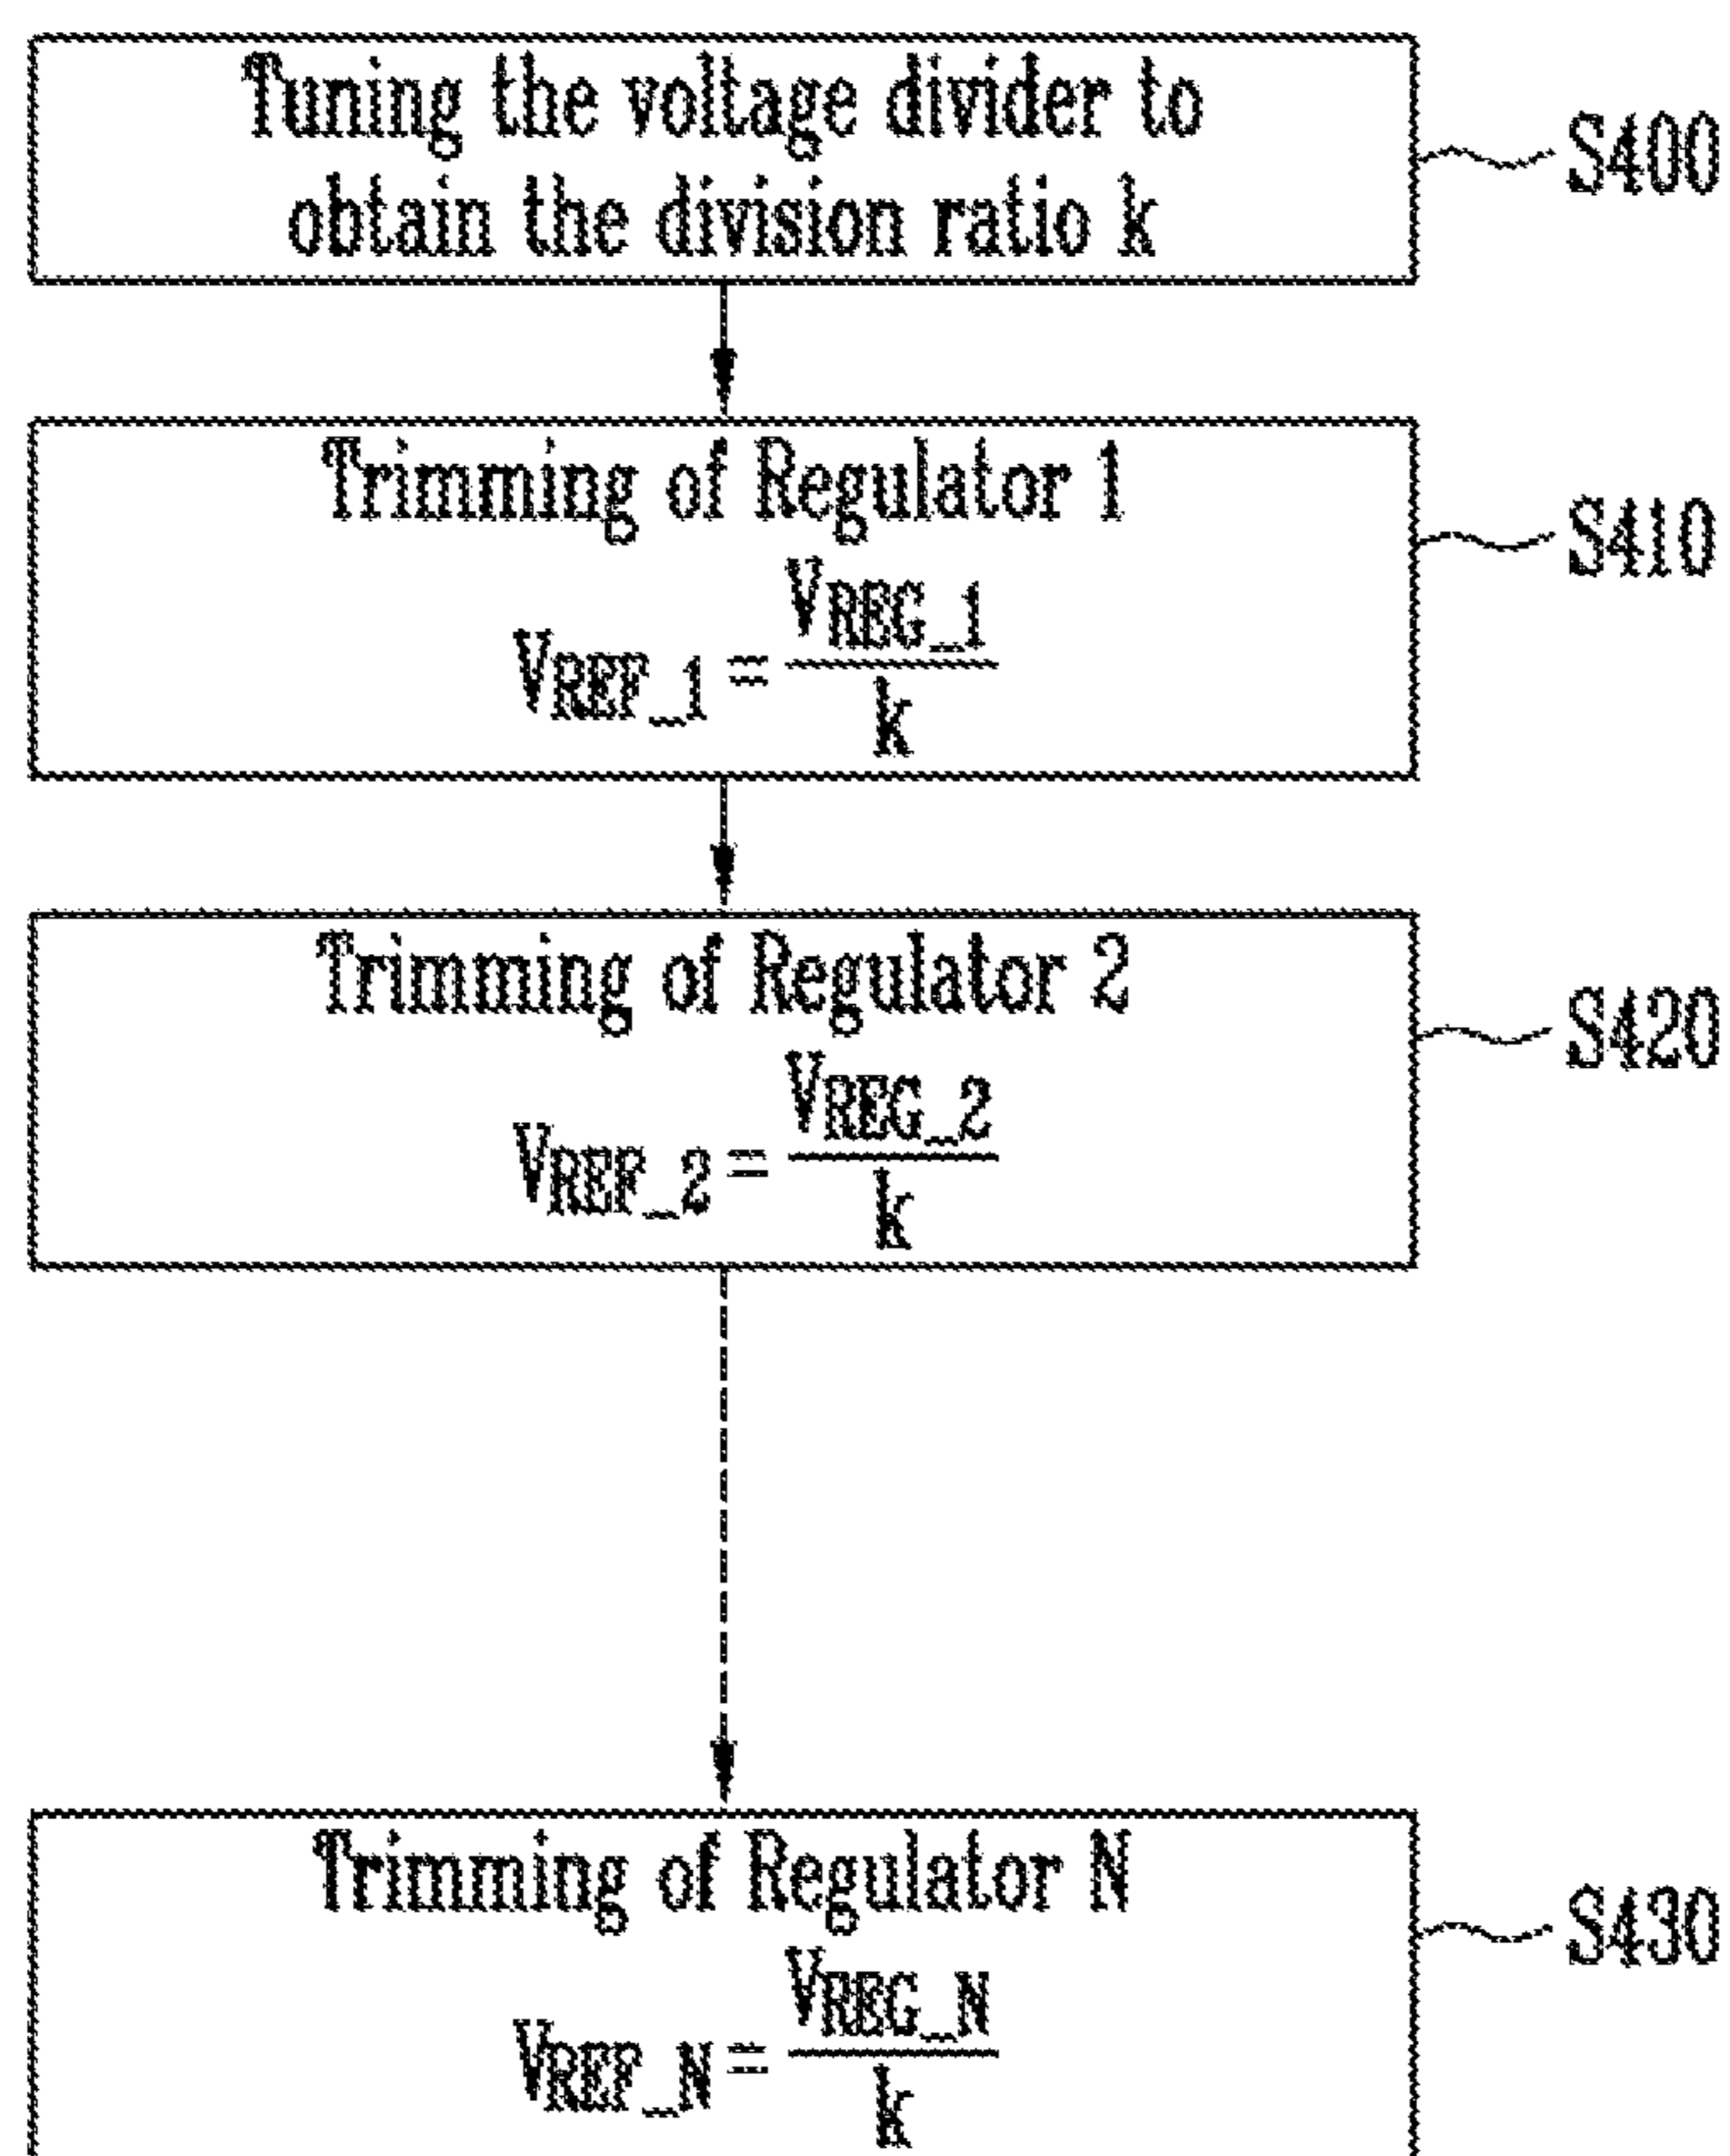 Tuning the voltage divider to
obtain the division ratio k
S400
Trimming of Regulator 1
S410
VREF_1 = VREG_1 / k
Trimming of Regulator 2
S420
VREF_2 = VREG_2 / k
Trimming of Regulator N
S430
VREF_N = VREG_N / k